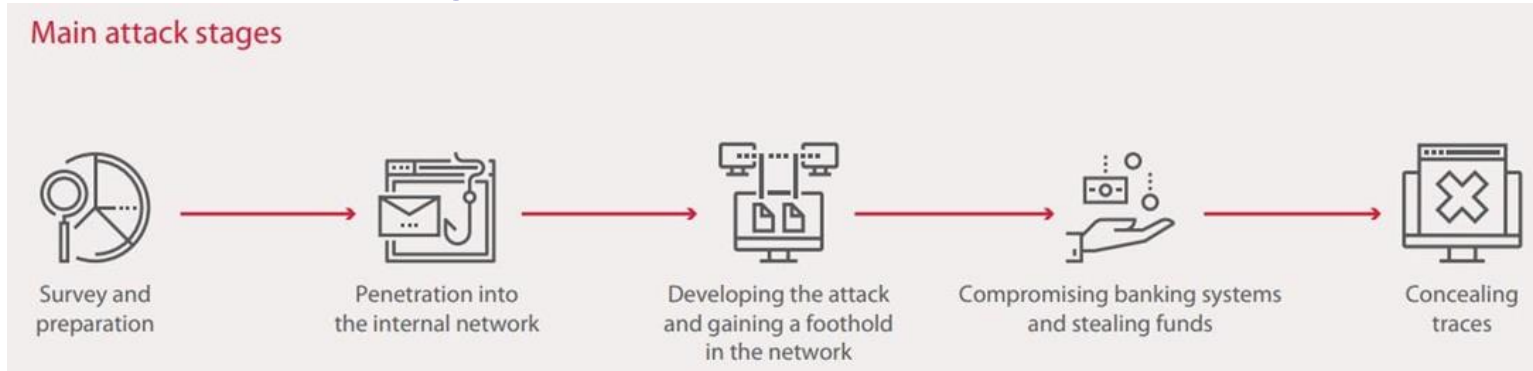 Main attack stages
Survey and
preparation
Penetration into
the internal network
Developing the attack
and gaining a foothold
in the network
Compromising banking systems
and stealing funds
Concealing
traces